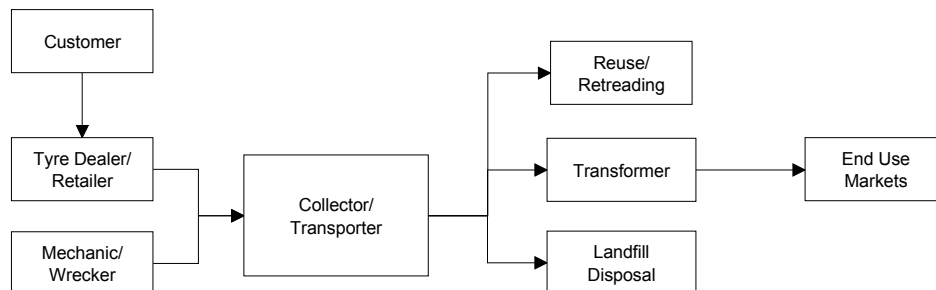 Customer
Reuse/
Retreading
Tyre Dealer/
Retailer
Transformer
End Use
Markets
Collector/
Transporter
Mechanic/
Wrecker
Landfill
Disposal